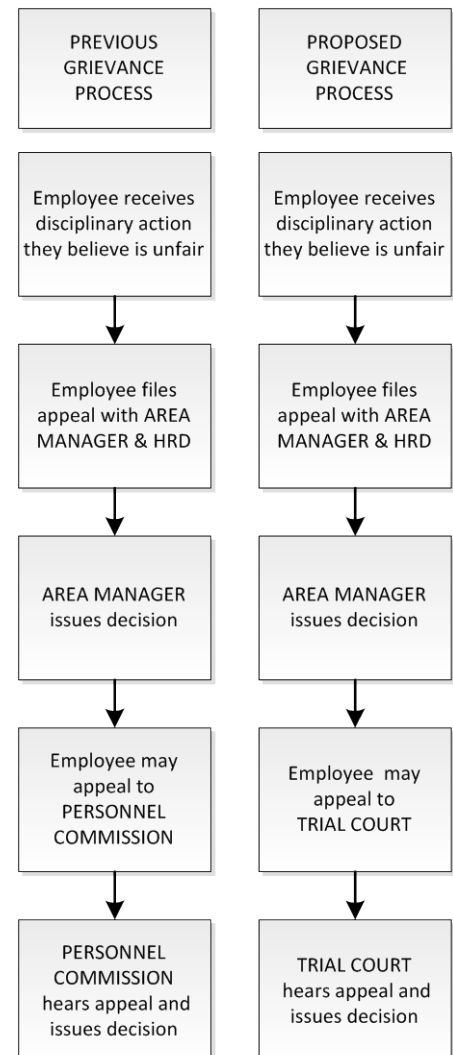 PREVIOUS
GRIEVANCE
PROCESS
Employee receives
disciplinary action
they believe is unfair
Employee files
appeal with AREA
MANAGER & HRD
AREA MANAGER
issues decision
Employee may
appeal to
PERSONNEL
COMMISSION
PERSONNEL
COMMISSION
hears appeal and
issues decision
PROPOSED
GRIEVANCE
PROCESS
Employee receives
disciplinary action
they believe is unfair
Employee files
appeal with AREA
MANAGER & HRD
AREA MANAGER
issues decision
Employee may
appeal to
TRIAL COURT
TRIAL COURT
hears appeal and
issues decision